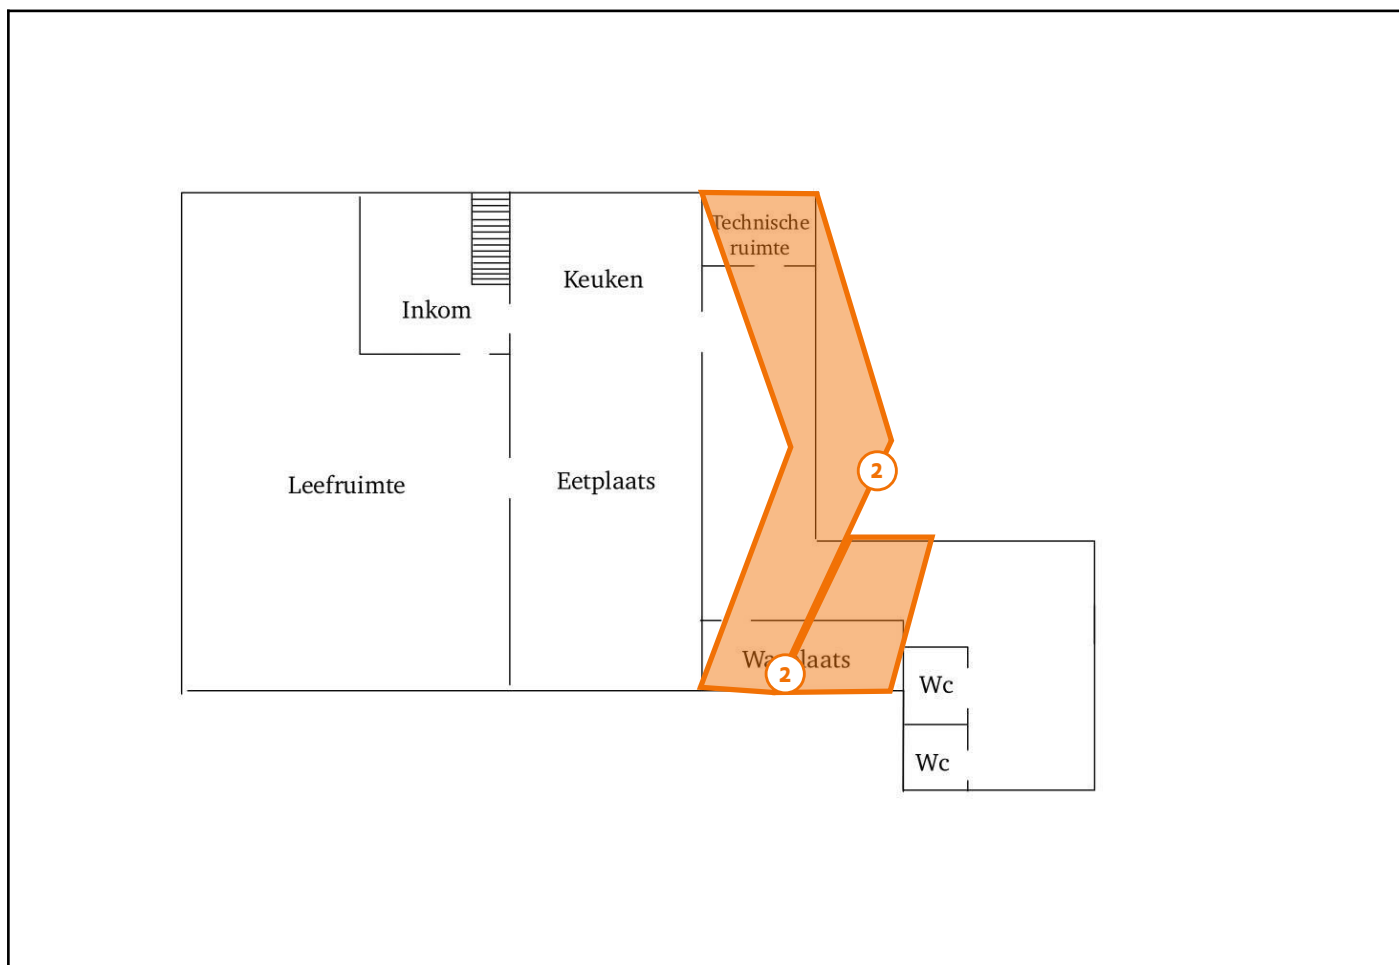 Technische
ruimte
Keuken
Inkom
2
Leefruimte
Eetplaats
2
Wc
Wc